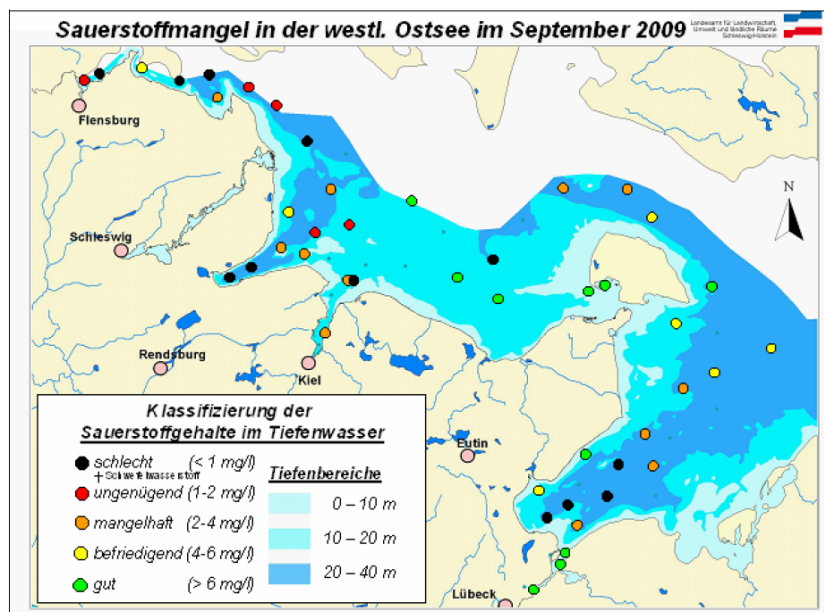 Sauerstoffmangel in der westl. Ostsee im September 2009
Landesamt für Landwirtschaft,
Umwelt und ländliche Räume
Schleswig-Holstein
Flensburg
Schleswig
N
Rendsburg
Kiel
Eutin
Lübeck
Klassifizierung der
Sauerstoffgehalte im Tiefenwasser
schlecht (< 1 mg/l)
+ Schwefelwasserstoff
ungenügend (1-2 mg/l)
mangelhaft (2-4 mg/l)
befriedigend (4-6 mg/l)
gut (> 6 mg/l)
Tiefenbereiche
0 – 10 m
10 – 20 m
20 – 40 m